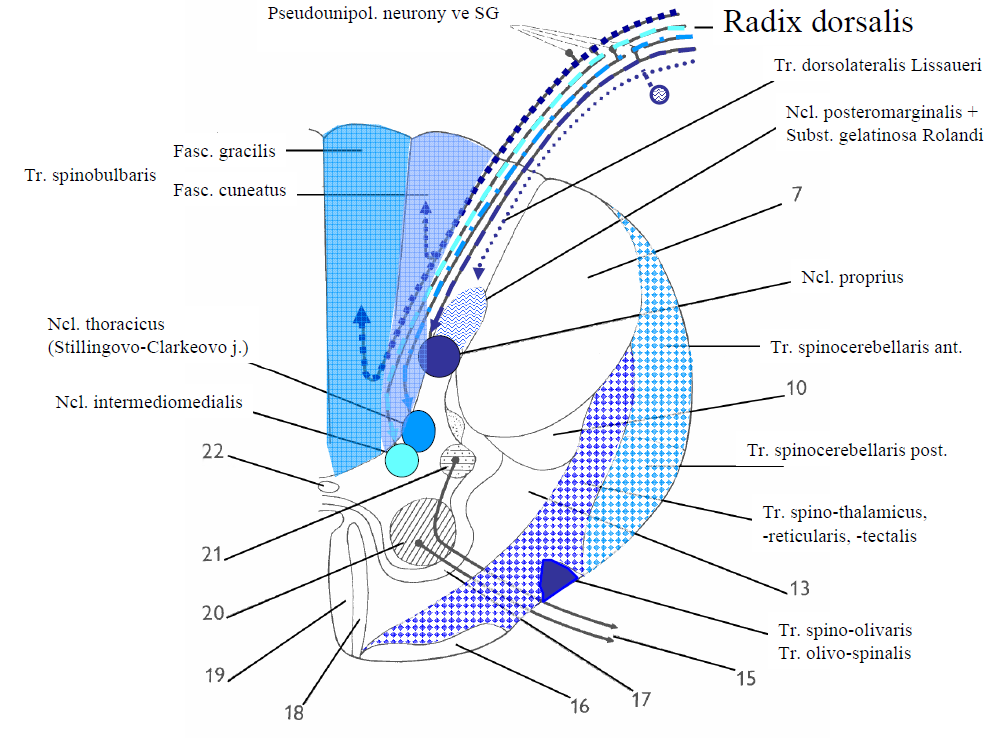 Pseudounipol. neurony ve SG
Radix dorsalis
Tr. dorsolateralis Lissaueri
Ncl. posteromarginalis +
Subst. gelatinosa Rolandi
Fasc. gracilis
Tr. spinobulbaris
Fasc. cuneatus
7
Ncl. proprius
Ncl. thoracicus
(Stillingovo-Clarkeovo j.)
Tr. spinocerebellaris ant.
10
Ncl. intermediomedialis
22
Tr. spinocerebellaris post.
Tr. spino-thalamicus,
-reticularis, -tectalis
21
13
20
Tr. spino-olivaris
Tr. olivo-spinalis
19
15
18
16
17